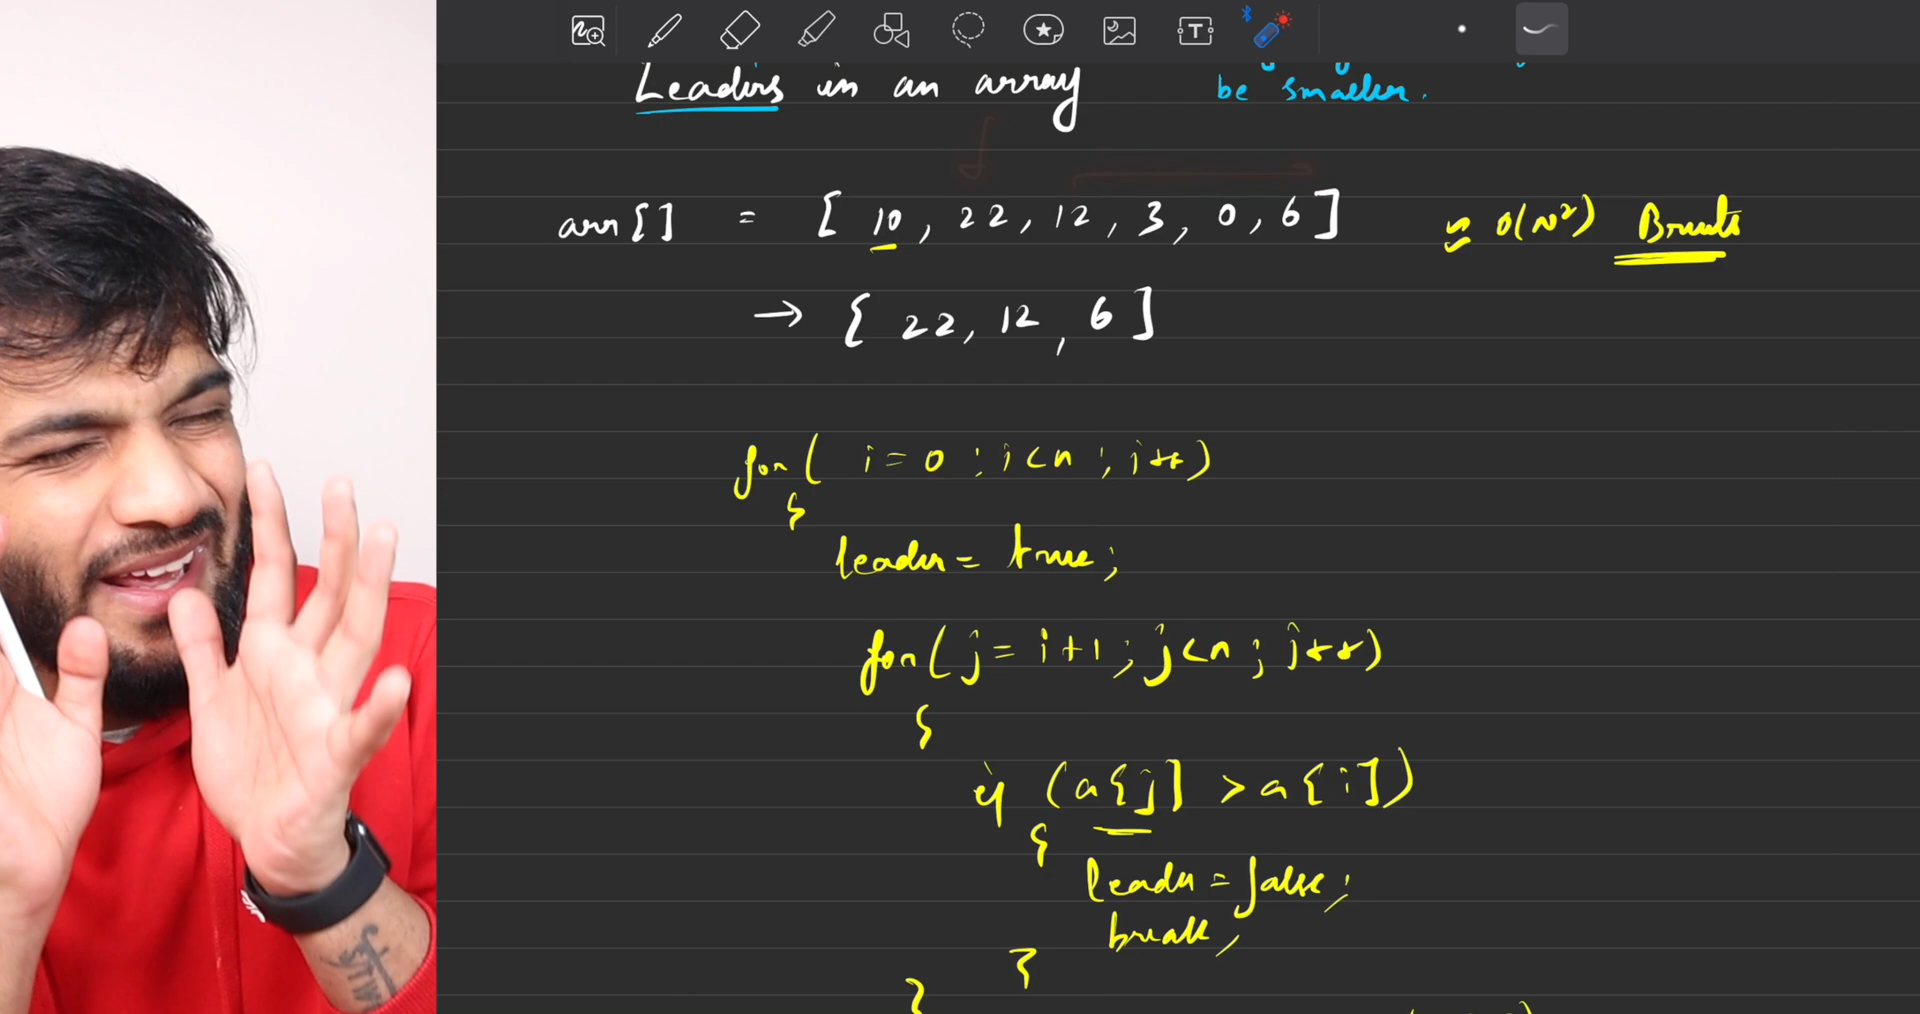 Leaders in an array
be smaller.
arr[] = [ 10, 22, 12, 3, 0, 6 ]
≈ O(N²) Brute
→ [ 22, 12, 6 ]
for( i = 0 ; i < n ; i++)
{
leader = true;
for( j = i + 1 ; j < n ; j++)
{
if (a[j] > a[i])
{
leader = false;
break;
}
}